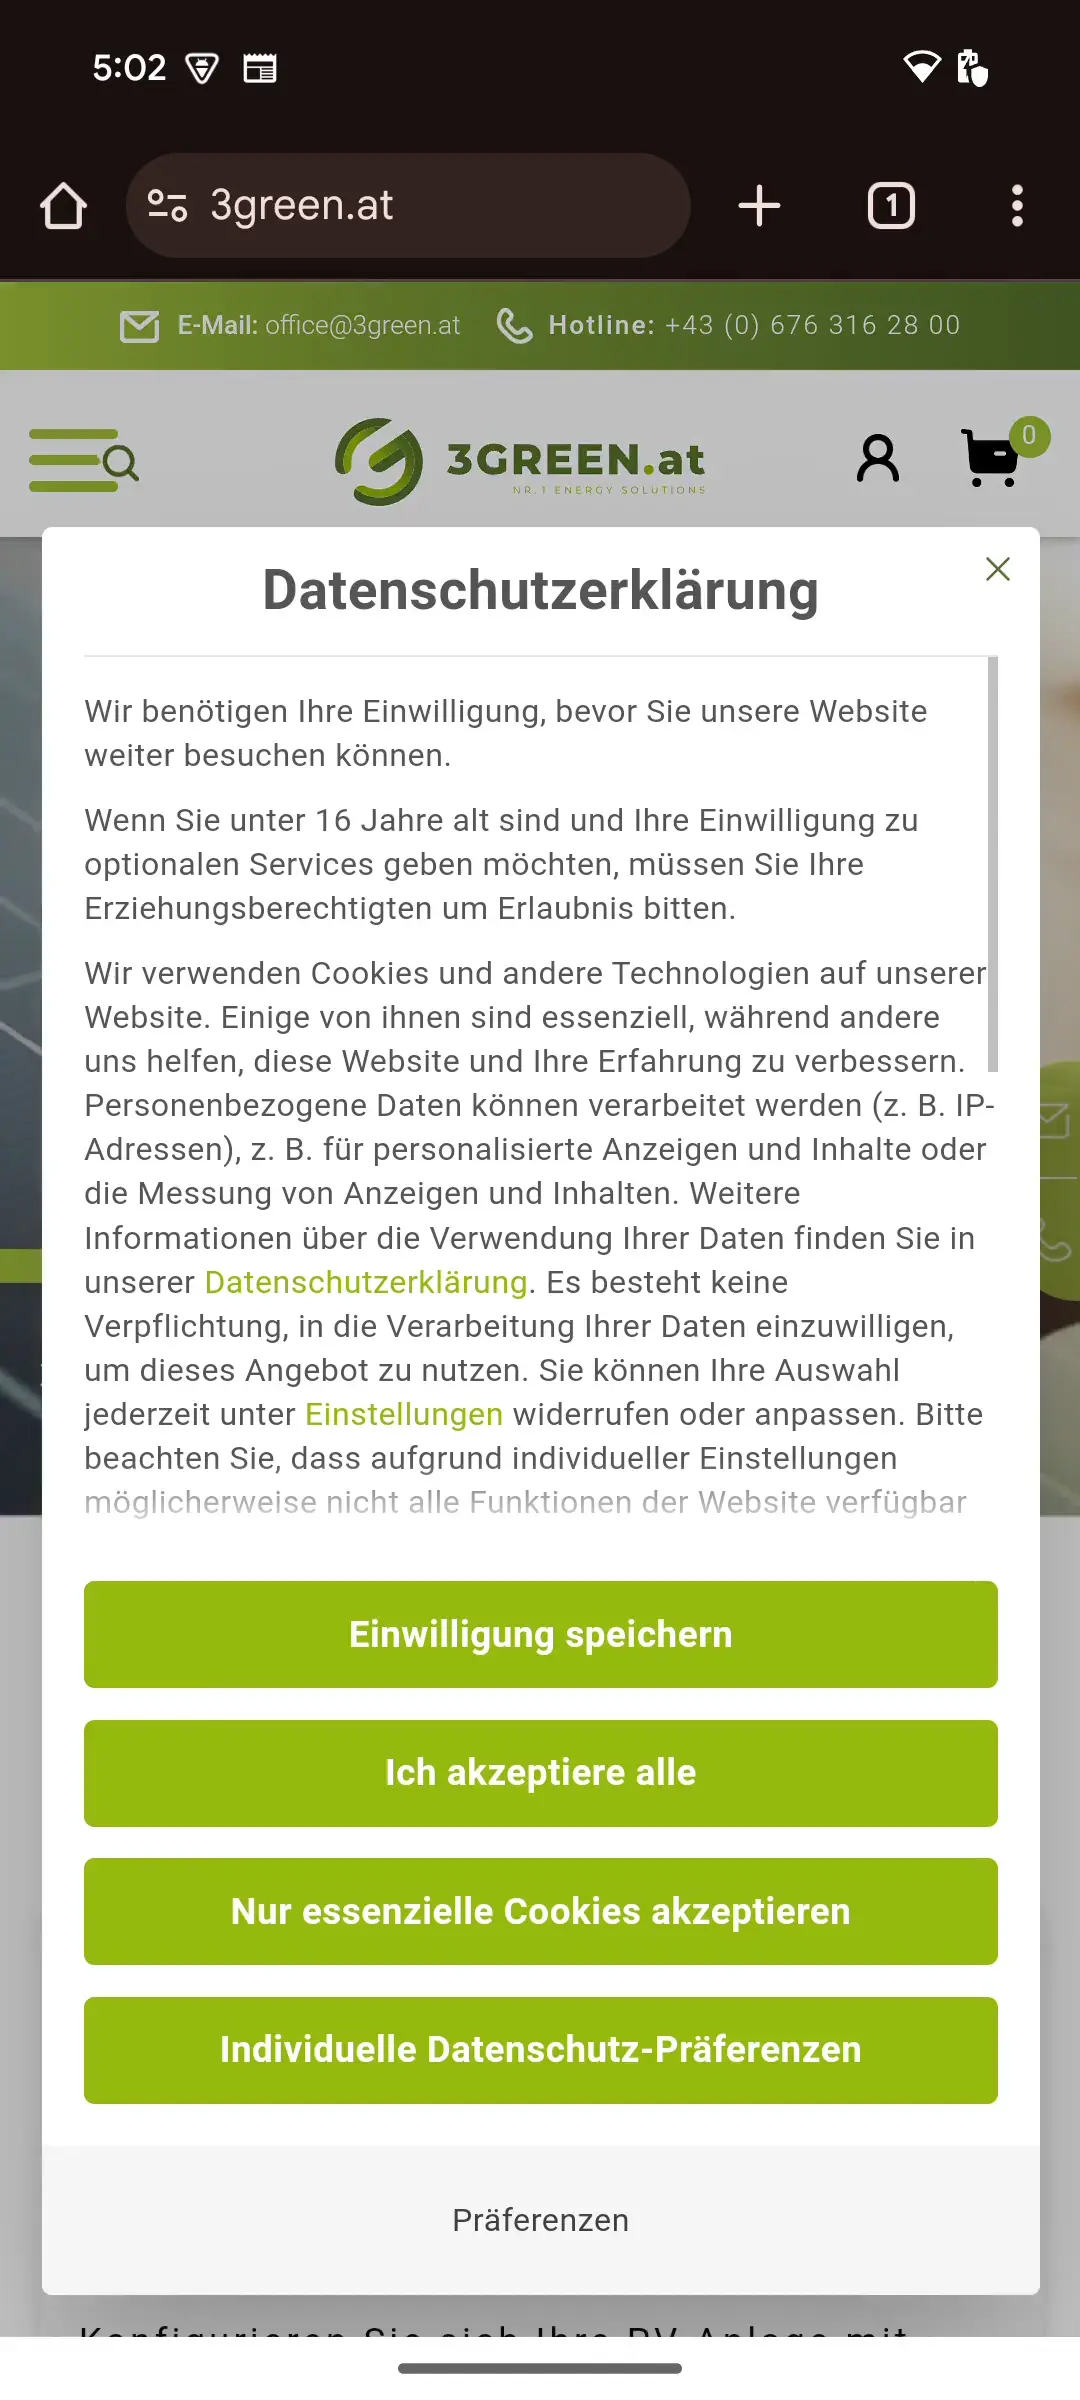 5:02
3green.at
1
E-Mail: office@3green.at
Hotline: +43 (0) 676 316 28 00
3GREEN.at
NR.1 ENERGY SOLUTIONS
0
Datenschutzerklärung
Wir benötigen Ihre Einwilligung, bevor Sie unsere Website
weiter besuchen können.
Wenn Sie unter 16 Jahre alt sind und Ihre Einwilligung zu
optionalen Services geben möchten, müssen Sie Ihre
Erziehungsberechtigten um Erlaubnis bitten.
Wir verwenden Cookies und andere Technologien auf unserer
Website. Einige von ihnen sind essenziell, während andere
uns helfen, diese Website und Ihre Erfahrung zu verbessern.
Personenbezogene Daten können verarbeitet werden (z. B. IP-
Adressen), z. B. für personalisierte Anzeigen und Inhalte oder
die Messung von Anzeigen und Inhalten. Weitere
Informationen über die Verwendung Ihrer Daten finden Sie in
unserer Datenschutzerklärung. Es besteht keine
Verpflichtung, in die Verarbeitung Ihrer Daten einzuwilligen,
um dieses Angebot zu nutzen. Sie können Ihre Auswahl
jederzeit unter Einstellungen widerrufen oder anpassen. Bitte
beachten Sie, dass aufgrund individueller Einstellungen
möglicherweise nicht alle Funktionen der Website verfügbar
Einwilligung speichern
Ich akzeptiere alle
Nur essenzielle Cookies akzeptieren
Individuelle Datenschutz-Präferenzen
Präferenzen
Konfigurieren Sie sich Ihre PV-Anlage mit